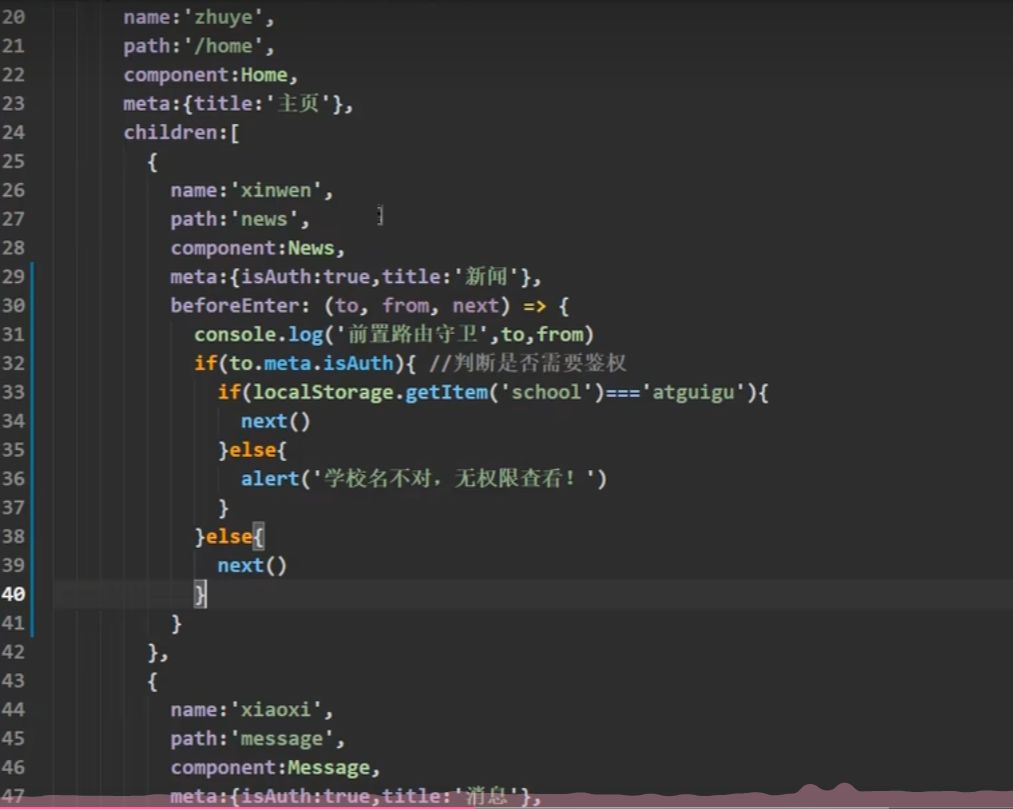 20 name:'zhuye',
21 path:'/home',
22 component:Home,
23 meta:{title:'主页'},
24 children:[
25 {
26 name:'xinwen',
27 path:'news',
28 component:News,
29 meta:{isAuth:true,title:'新闻'},
30 beforeEnter: (to, from, next) => {
31 console.log('前置路由守卫',to,from)
32 if(to.meta.isAuth){ //判断是否需要鉴权
33 if(localStorage.getItem('school')==='atguigu'){
34 next()
35 }else{
36 alert('学校名不对，无权限查看！')
37 }
38 }else{
39 next()
40 }
41 }
42 },
43 {
44 name:'xiaoxi',
45 path:'message',
46 component:Message,
47 meta:{isAuth:true,title:'消息'},